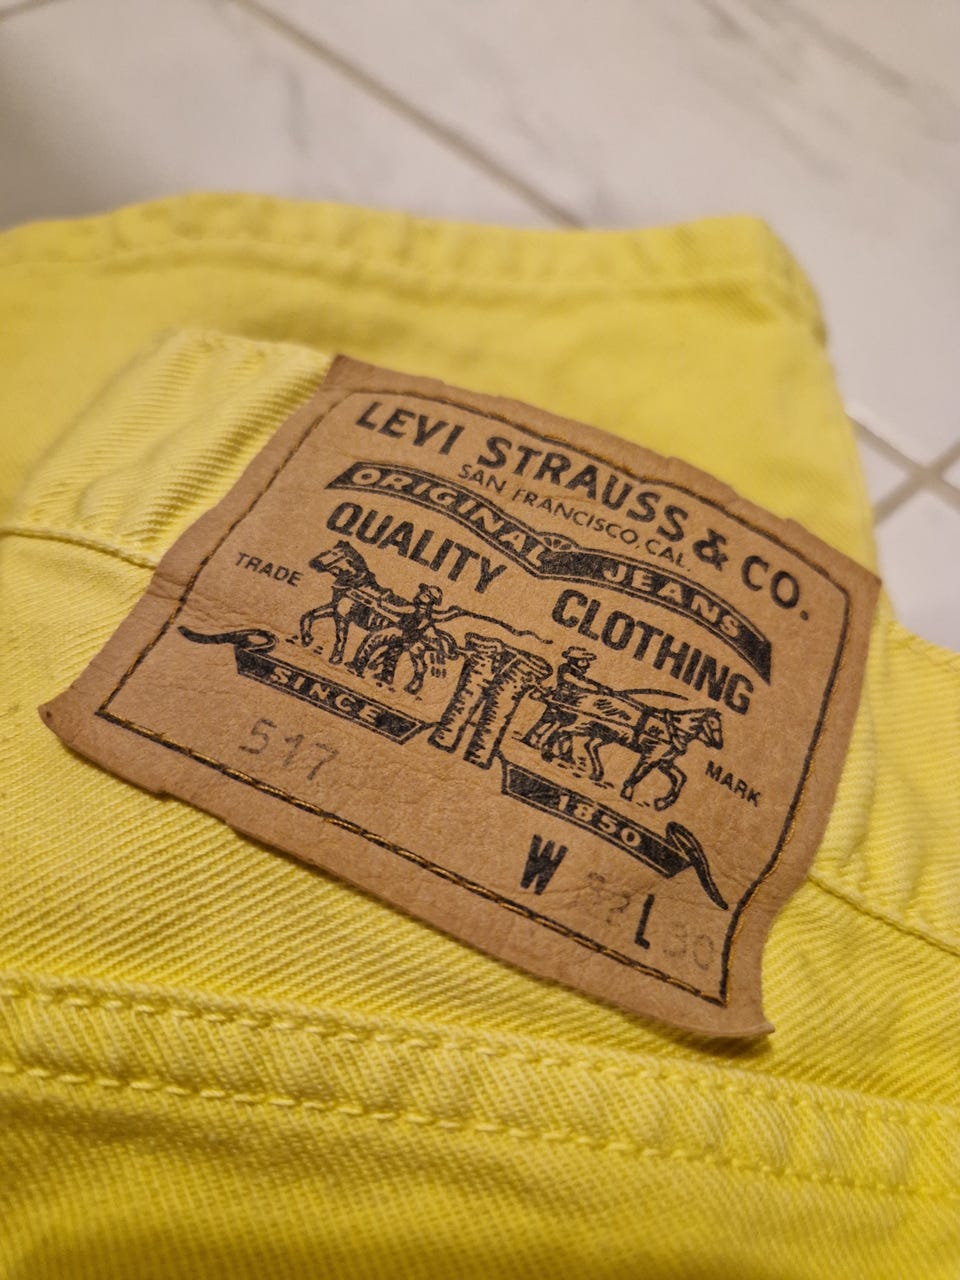 LEVI STRAUSS & CO.
SAN FRANCISCO, CAL.
ORIGINAL JEANS
QUALITY CLOTHING
TRADE MARK
SINCE 1850
517
W L 30